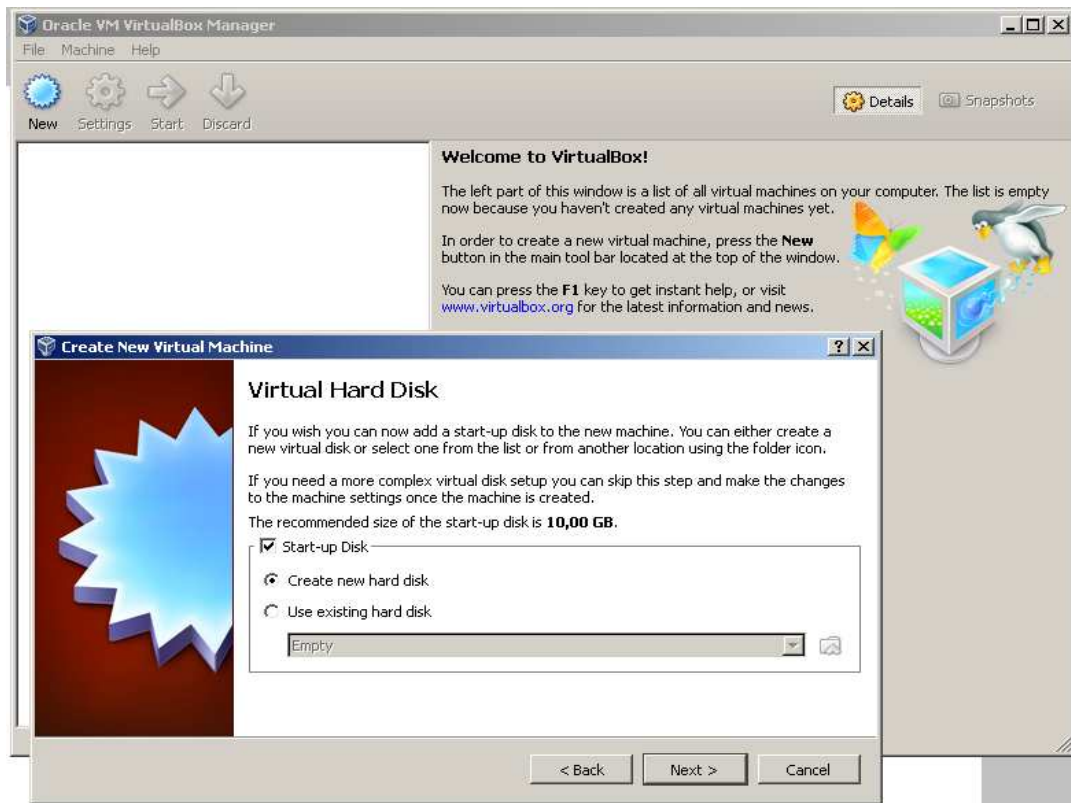 Oracle VM VirtualBox Manager
File Machine Help
New Settings Start Discard
Details Snapshots
Welcome to VirtualBox!
The left part of this window is a list of all virtual machines on your computer. The list is empty
now because you haven't created any virtual machines yet.
In order to create a new virtual machine, press the New
button in the main tool bar located at the top of the window.
You can press the F1 key to get instant help, or visit
www.virtualbox.org for the latest information and news.
Create New Virtual Machine
Virtual Hard Disk
If you wish you can now add a start-up disk to the new machine. You can either create a
new virtual disk or select one from the list or from another location using the folder icon.
If you need a more complex virtual disk setup you can skip this step and make the changes
to the machine settings once the machine is created.
The recommended size of the start-up disk is 10,00 GB.
Start-up Disk
Create new hard disk
Use existing hard disk
Empty
< Back Next > Cancel